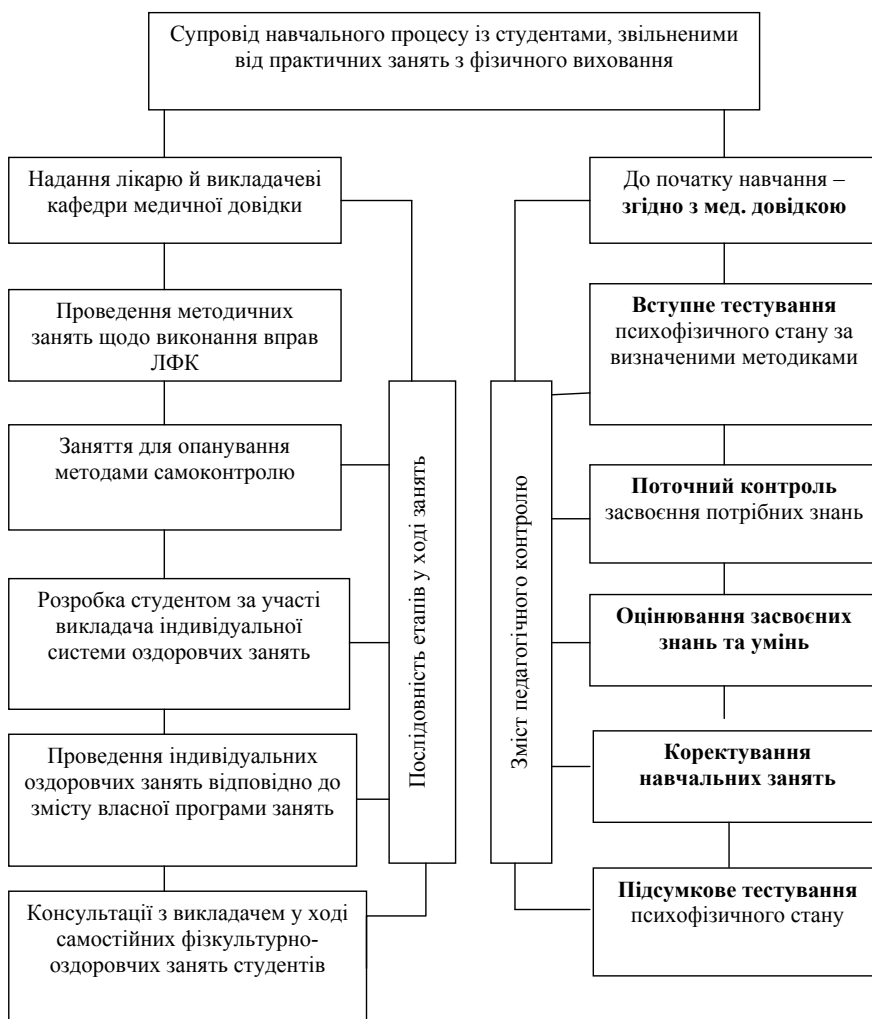 Супровід навчального процесу із студентами, звільненими
від практичних занять з фізичного виховання
Надання лікарю й викладачеві
кафедри медичної довідки
Проведення методичних
занять щодо виконання вправ
ЛФК
Заняття для опанування
методами самоконтролю
Розробка студентом за участі
викладача індивідуальної
системи оздоровчих занять
Проведення індивідуальних
оздоровчих занять відповідно до
змісту власної програми занять
Консультації з викладачем у ході
самостійних фізкультурно-
оздоровчих занять студентів
Послідовність етапів у ході занять
Зміст педагогічного контролю
До початку навчання –
згідно з мед. довідкою
Вступне тестування
психофізичного стану за
визначеними методиками
Поточний контроль
засвоєння потрібних знань
Оцінювання засвоєних
знань та умінь
Коректування
навчальних занять
Підсумкове тестування
психофізичного стану